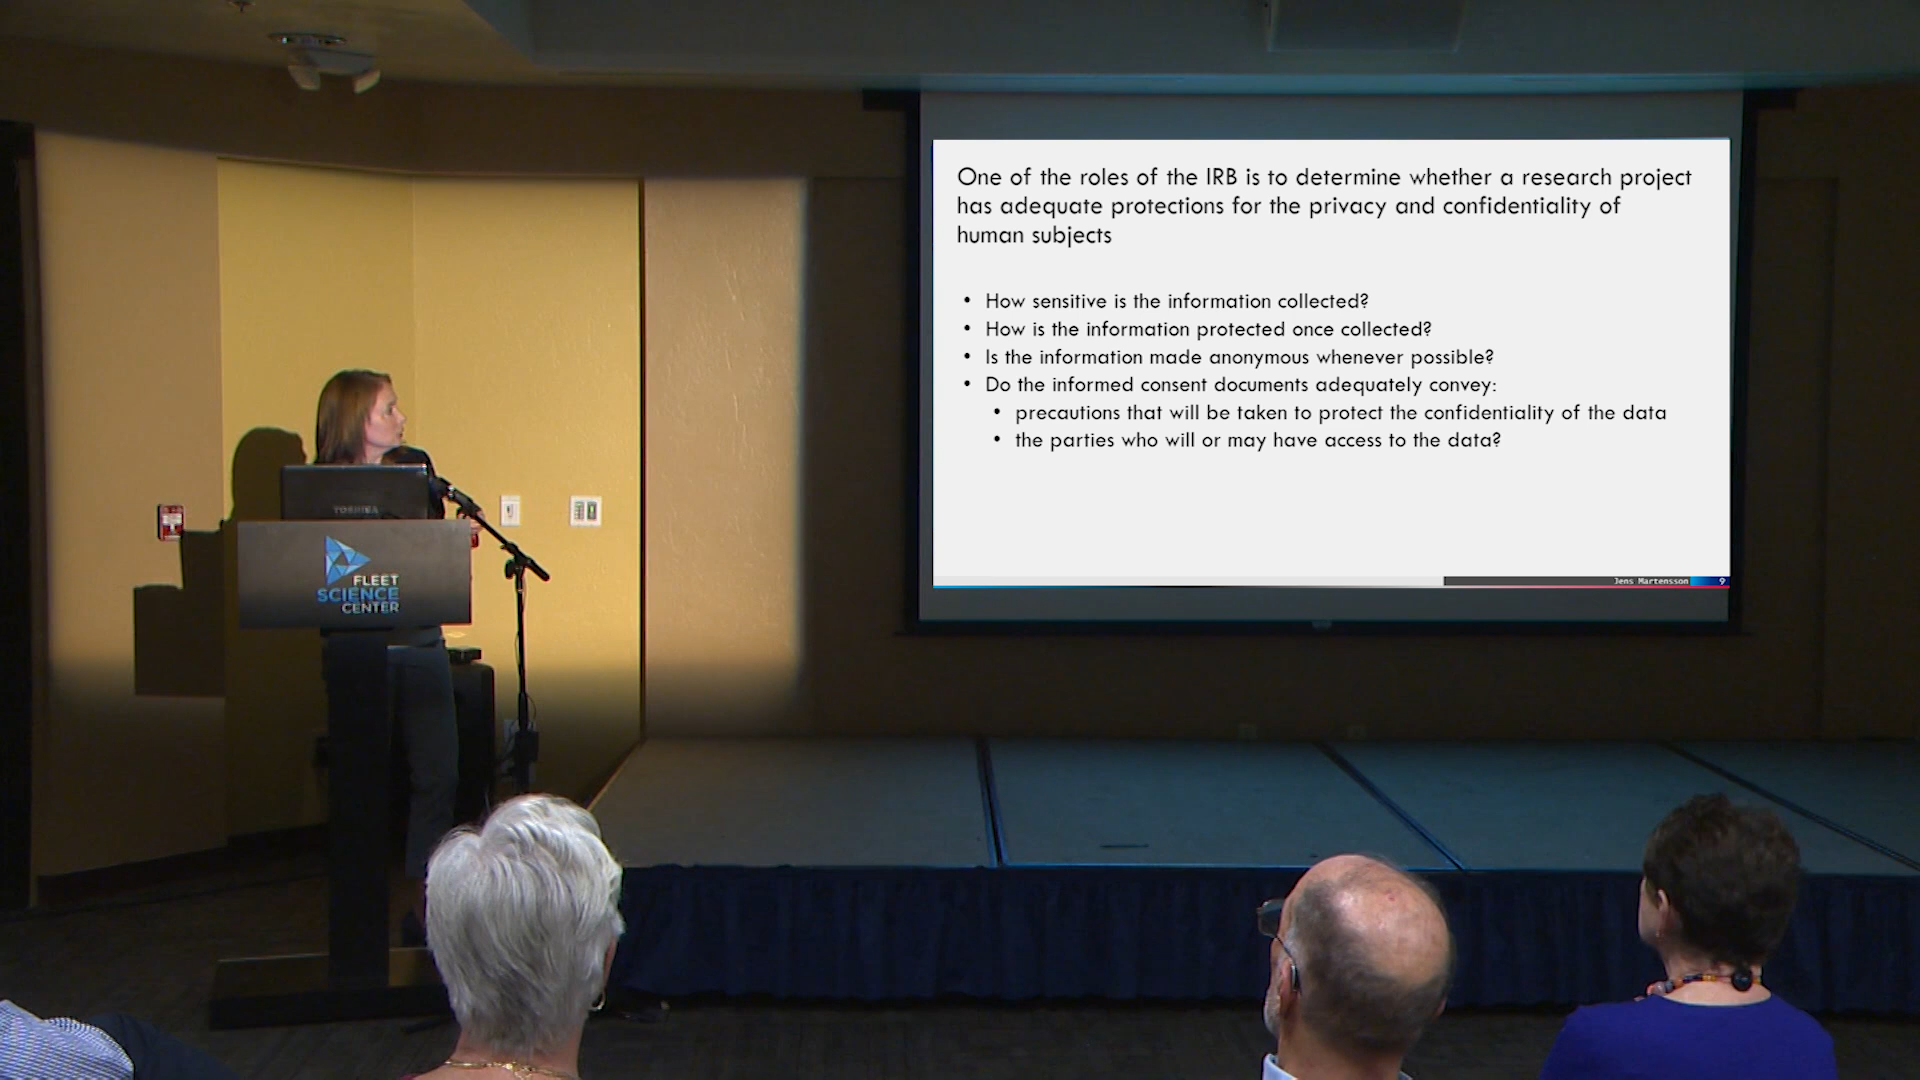 One of the roles of the IRB is to determine whether a research project
has adequate protections for the privacy and confidentiality of
human subjects
• How sensitive is the information collected?
• How is the information protected once collected?
• Is the information made anonymous whenever possible?
• Do the informed consent documents adequately convey:
• precautions that will be taken to protect the confidentiality of the data
• the parties who will or may have access to the data?
Jens Martensson 9
TOSHIBA
FLEET
SCIENCE
CENTER